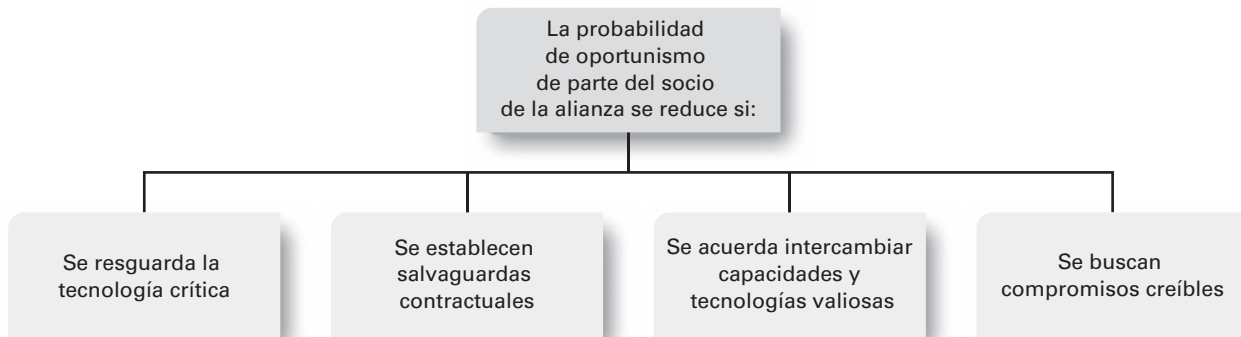 La probabilidad
de oportunismo
de parte del socio
de la alianza se reduce si:
Se resguarda la
tecnología crítica
Se establecen
salvaguardas
contractuales
Se acuerda intercambiar
capacidades y
tecnologías valiosas
Se buscan
compromisos creíbles